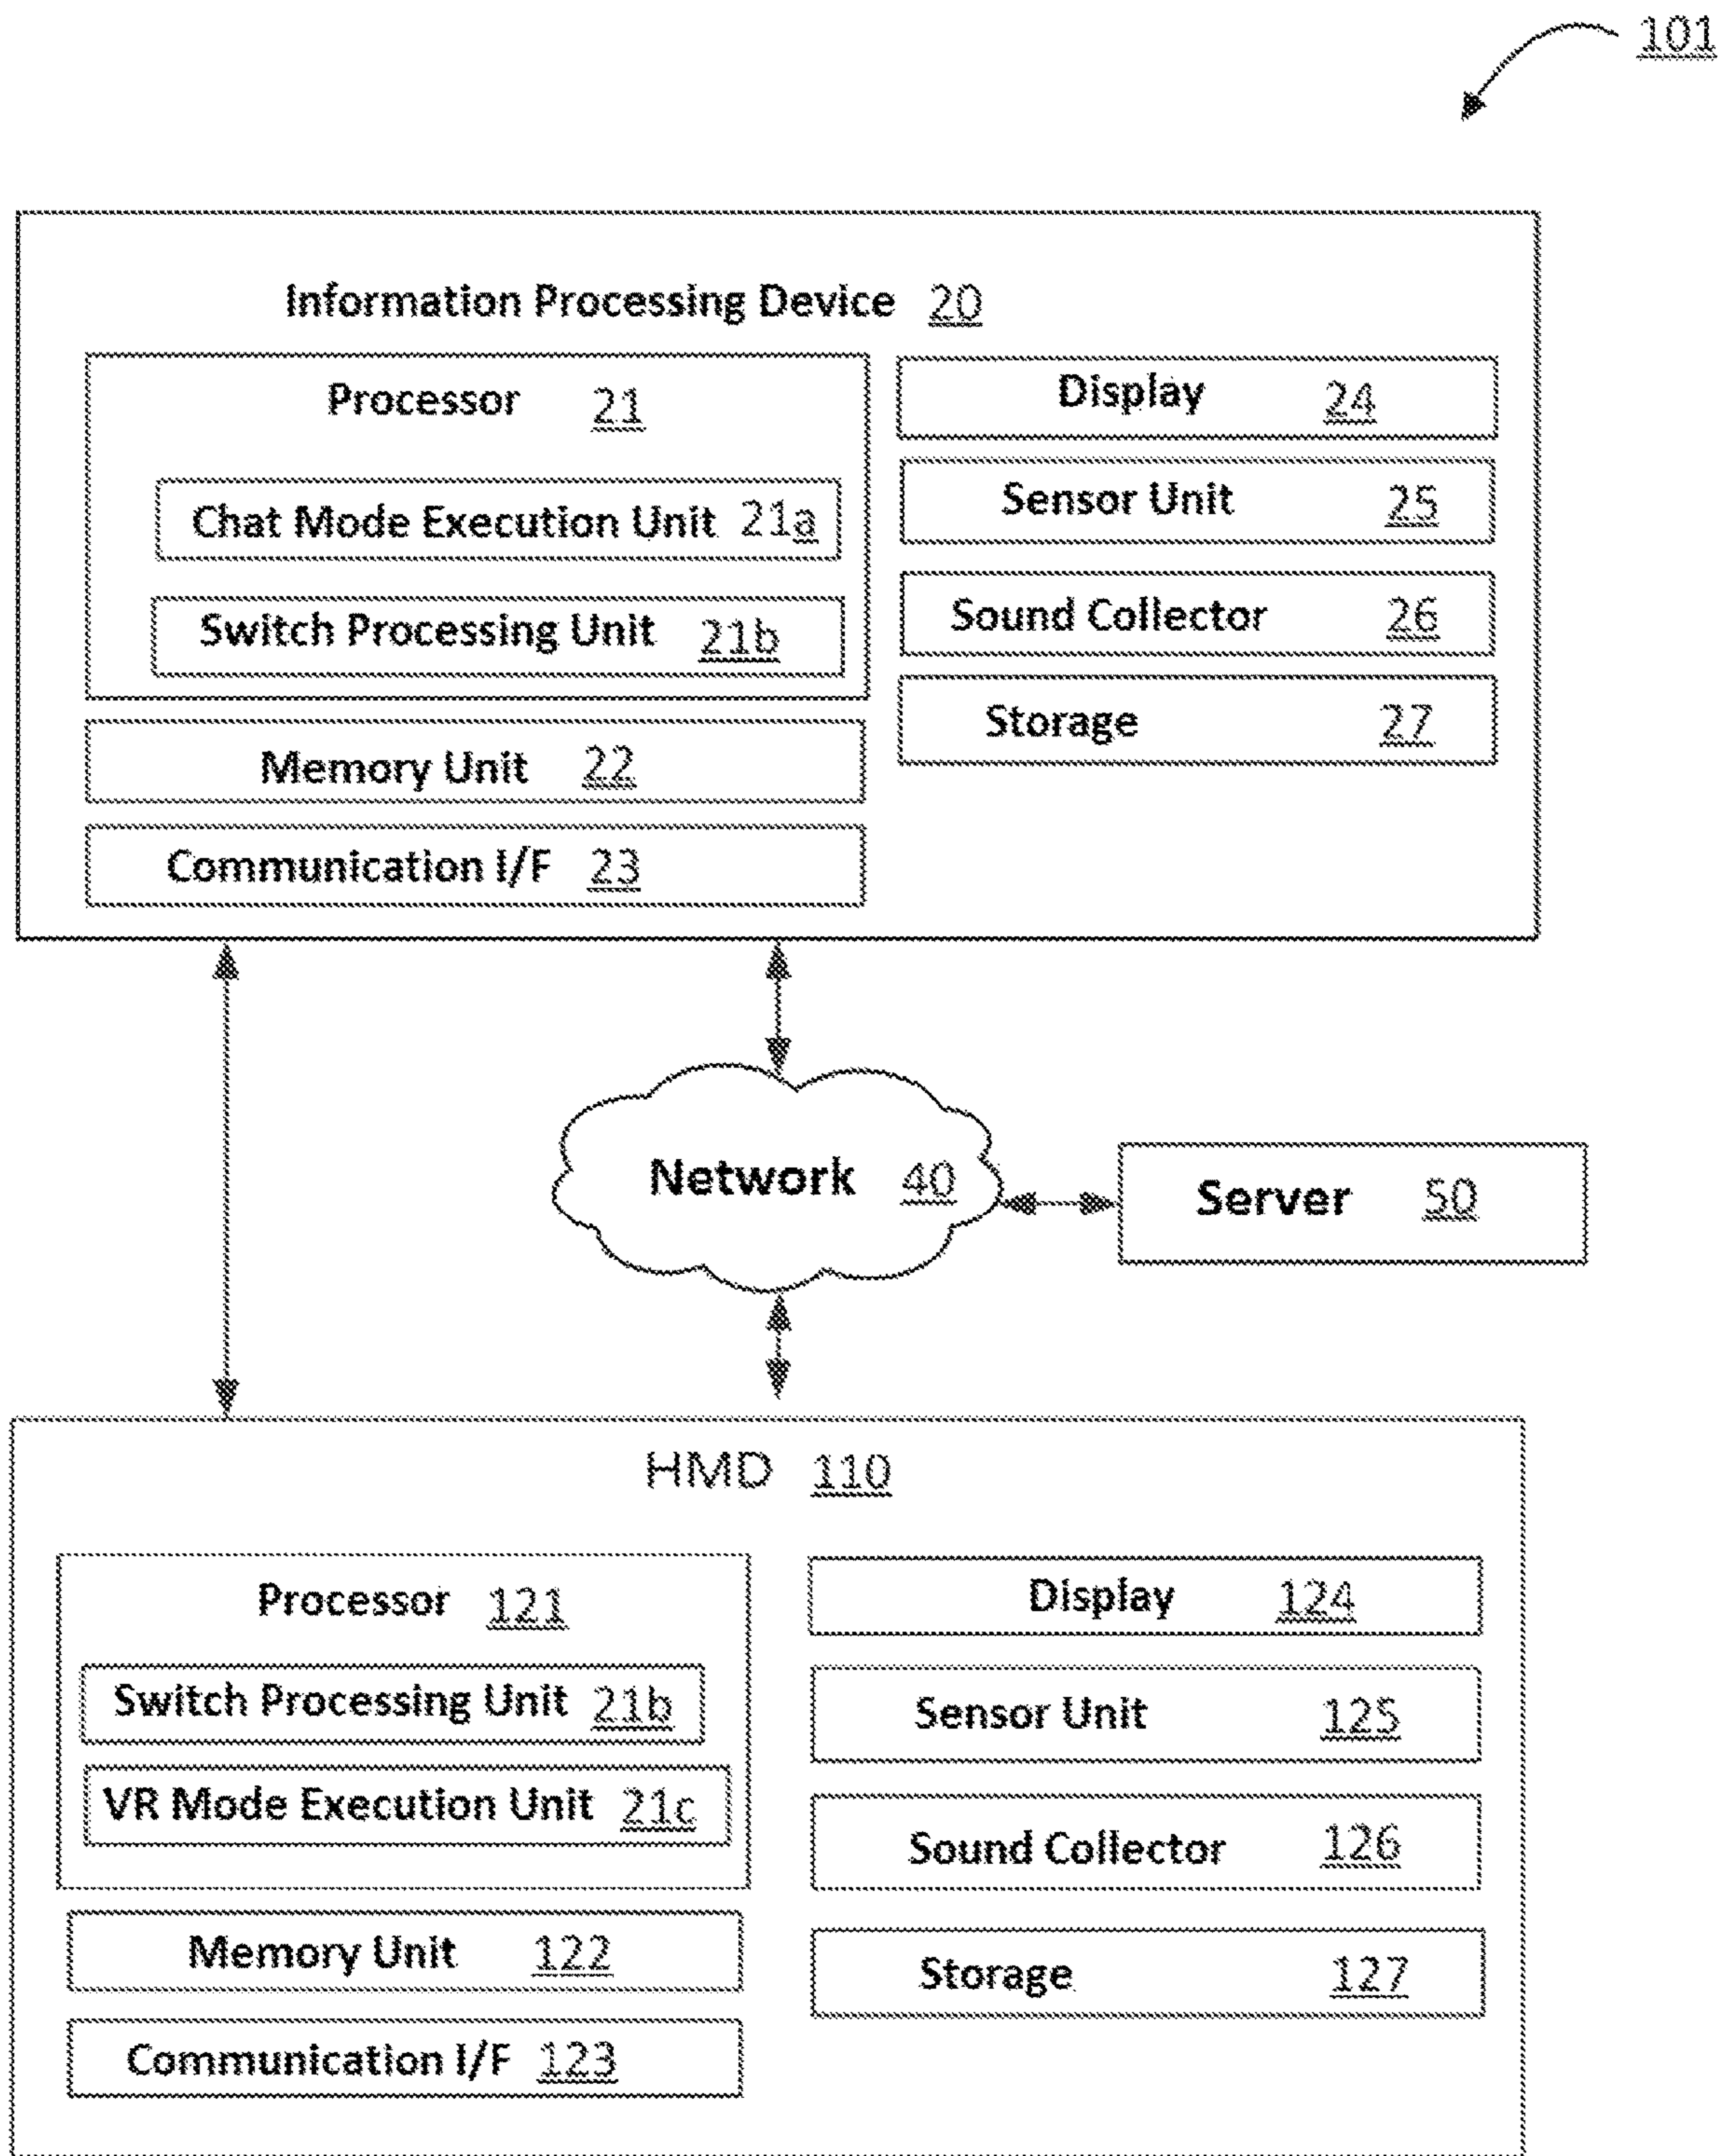 101
Information Processing Device 20
Processor 21
Chat Mode Execution Unit 21a
Switch Processing Unit 21b
Memory Unit 22
Communication I/F 23
Display 24
Sensor Unit 25
Sound Collector 26
Storage 27
Network 40
Server 50
HMD 110
Processor 121
Switch Processing Unit 21b
VR Mode Execution Unit 21c
Memory Unit 122
Communication I/F 123
Display 124
Sensor Unit 125
Sound Collector 126
Storage 127